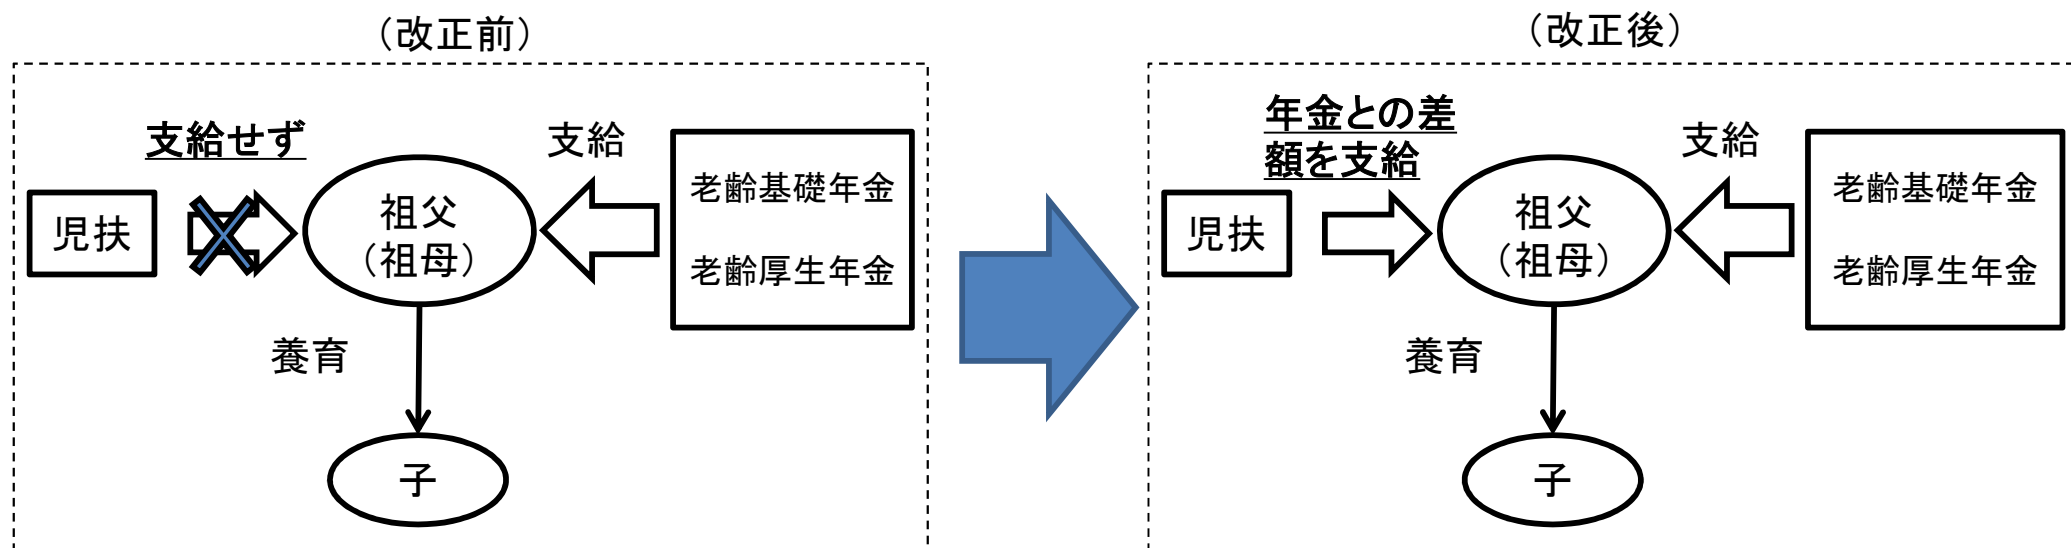 （改正前）
支給せず
支給
児扶
祖父
（祖母）
老齢基礎年金
老齢厚生年金
養育
子
（改正後）
年金との差
額を支給
支給
児扶
祖父
（祖母）
老齢基礎年金
老齢厚生年金
養育
子